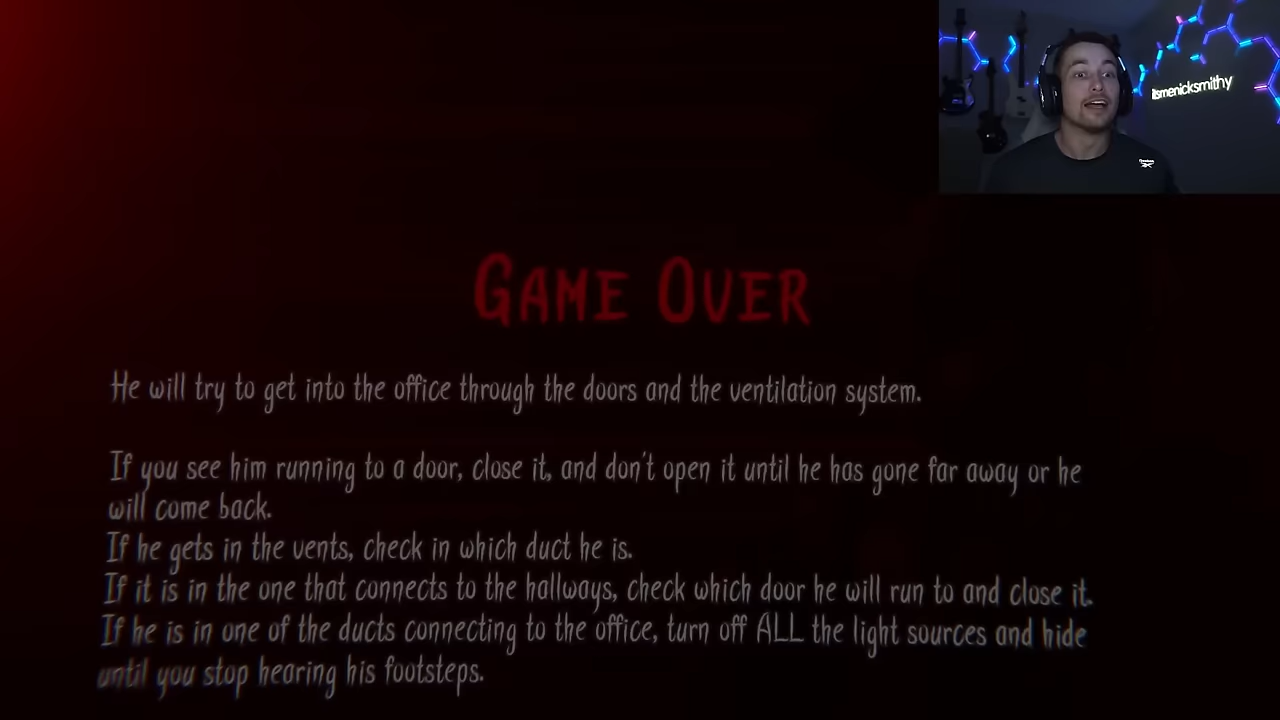 itsmenicksmithy
Reebok
GAME OVER
He will try to get into the office through the doors and the ventilation system.
If you see him running to a door, close it, and don't open it until he has gone far away or he
will come back.
If he gets in the vents, check in which duct he is.
If it is in the one that connects to the hallways, check which door he will run to and close it.
If he is in one of the ducts connecting to the office, turn off ALL the light sources and hide
until you stop hearing his footsteps.